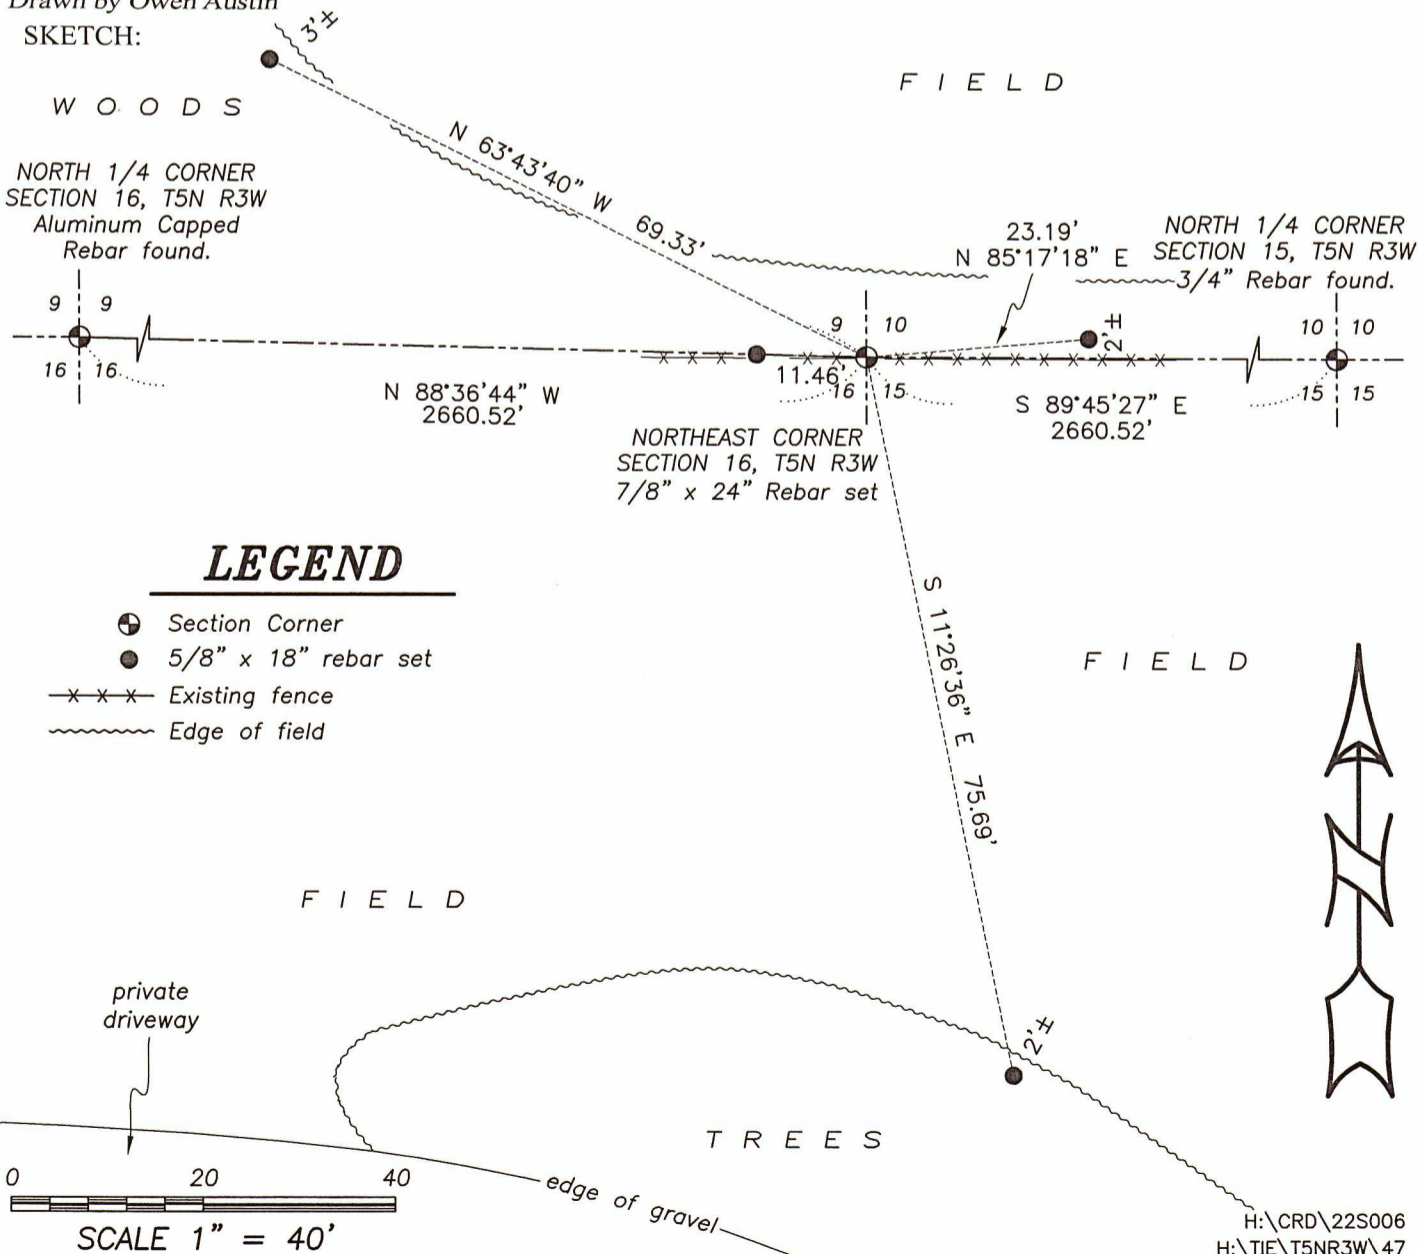 Drawn by Owen Austin
SKETCH:
3'±
FIELD
WOODS
N 63°43'40" W 69.33'
NORTH 1/4 CORNER
SECTION 16, T5N R3W
Aluminum Capped
Rebar found.
23.19'
N 85°17'18" E
NORTH 1/4 CORNER
SECTION 15, T5N R3W
3/4" Rebar found.
9 9
16 16
9 10
16 15
2'±
10 10
15 15
11.46'
N 88°36'44" W
2660.52'
S 89°45'27" E
2660.52'
NORTHEAST CORNER
SECTION 16, T5N R3W
7/8" x 24" Rebar set
LEGEND
Section Corner
5/8" x 18" rebar set
Existing fence
Edge of field
S 11°26'36" E 75.69'
FIELD
N
FIELD
private
driveway
2'±
TREES
0 20 40
SCALE 1" = 40'
edge of gravel
H:\CRD\22S006
H:\TIE\T5NR3W\47